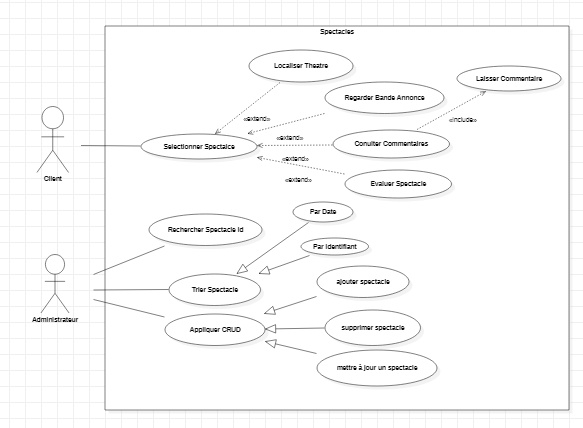 Spectacles
Localiser Theatre
Laisser Commentaire
Regarder Bande Annonce
«extend»
«include»
«extend»
Conulter Commentaires
Selectionner Spectalce
«extend»
«extend»
Evaluer Spectacle
Client
Par Date
Rechercher Spectacle Id
Par Identifiant
Trier Spectacle
ajouter spectacle
Administrateur
Appliquer CRUD
supprimer spectacle
mettre à jour un spectacle